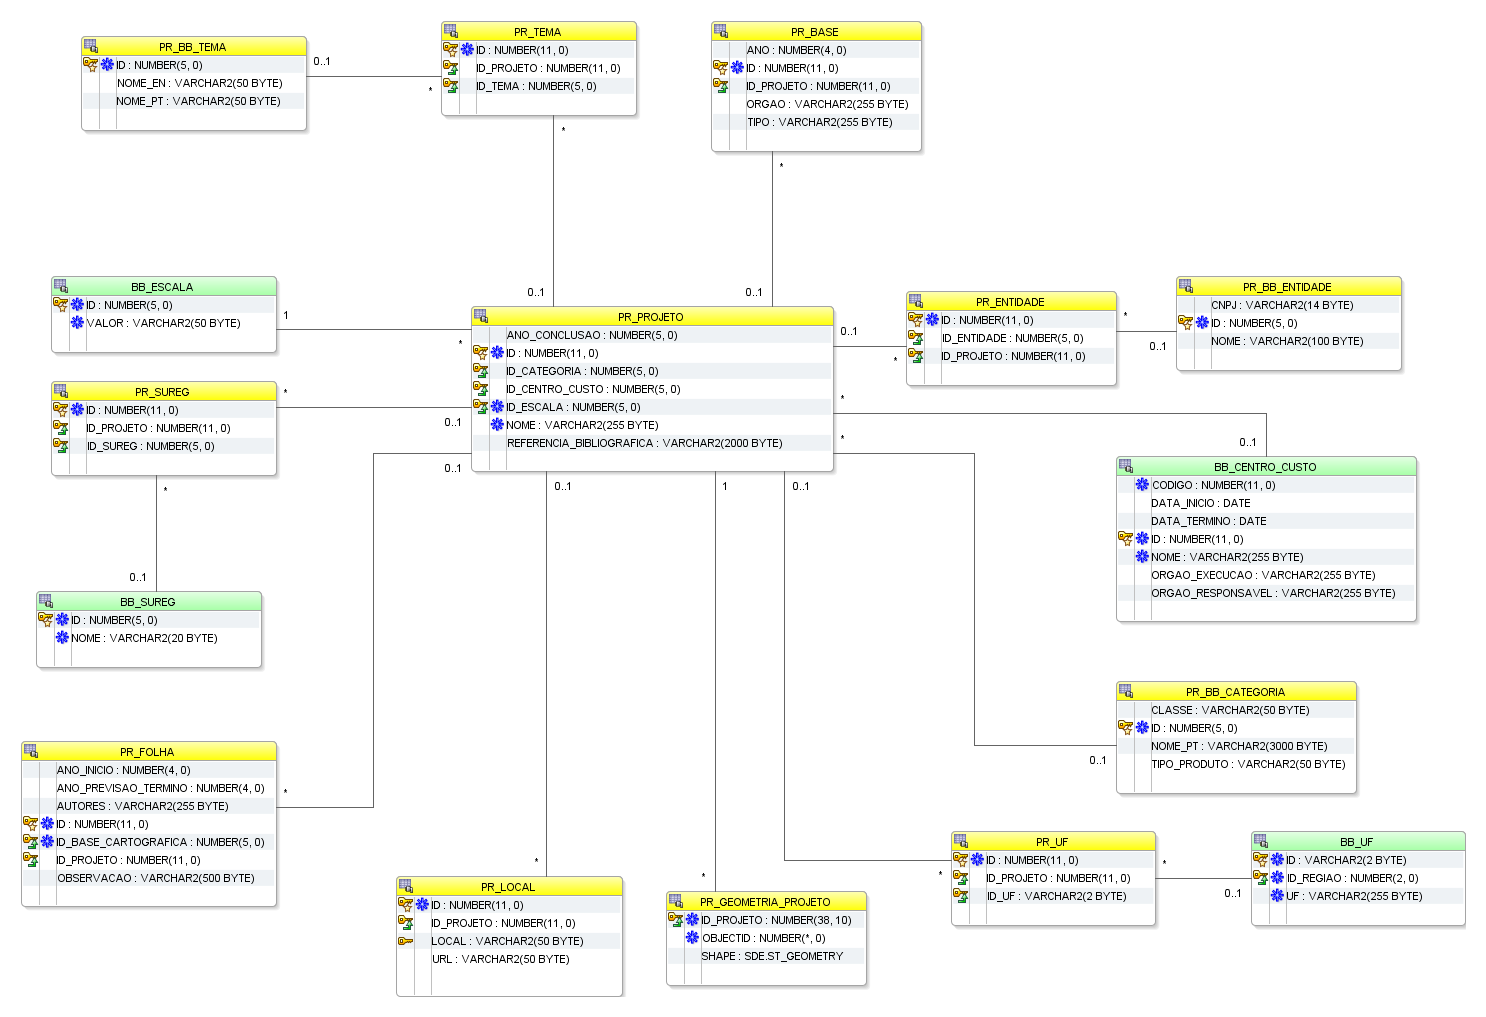 PR_BB_TEMA
ID : NUMBER(5, 0)
NOME_EN : VARCHAR2(50 BYTE)
NOME_PT : VARCHAR2(50 BYTE)
0..1
*
PR_TEMA
ID : NUMBER(11, 0)
ID_PROJETO : NUMBER(11, 0)
ID_TEMA : NUMBER(5, 0)
*
0..1
PR_BASE
ANO : NUMBER(4, 0)
ID : NUMBER(11, 0)
ID_PROJETO : NUMBER(11, 0)
ORGAO : VARCHAR2(255 BYTE)
TIPO : VARCHAR2(255 BYTE)
*
0..1
BB_ESCALA
ID : NUMBER(5, 0)
VALOR : VARCHAR2(50 BYTE)
1
*
PR_PROJETO
ANO_CONCLUSAO : NUMBER(5, 0)
ID : NUMBER(11, 0)
ID_CATEGORIA : NUMBER(5, 0)
ID_CENTRO_CUSTO : NUMBER(5, 0)
ID_ESCALA : NUMBER(5, 0)
NOME : VARCHAR2(255 BYTE)
REFERENCIA_BIBLIOGRAFICA : VARCHAR2(2000 BYTE)
0..1
*
PR_ENTIDADE
ID : NUMBER(11, 0)
ID_ENTIDADE : NUMBER(5, 0)
ID_PROJETO : NUMBER(11, 0)
*
0..1
PR_BB_ENTIDADE
CNPJ : VARCHAR2(14 BYTE)
ID : NUMBER(5, 0)
NOME : VARCHAR2(100 BYTE)
PR_SUREG
ID : NUMBER(11, 0)
ID_PROJETO : NUMBER(11, 0)
ID_SUREG : NUMBER(5, 0)
*
0..1
*
0..1
BB_SUREG
ID : NUMBER(5, 0)
NOME : VARCHAR2(20 BYTE)
*
0..1
BB_CENTRO_CUSTO
CODIGO : NUMBER(11, 0)
DATA_INICIO : DATE
DATA_TERMINO : DATE
ID : NUMBER(11, 0)
NOME : VARCHAR2(255 BYTE)
ORGAO_EXECUCAO : VARCHAR2(255 BYTE)
ORGAO_RESPONSAVEL : VARCHAR2(255 BYTE)
*
0..1
PR_BB_CATEGORIA
CLASSE : VARCHAR2(50 BYTE)
ID : NUMBER(5, 0)
NOME_PT : VARCHAR2(3000 BYTE)
TIPO_PRODUTO : VARCHAR2(50 BYTE)
0..1
*
PR_FOLHA
ANO_INICIO : NUMBER(4, 0)
ANO_PREVISAO_TERMINO : NUMBER(4, 0)
AUTORES : VARCHAR2(255 BYTE)
ID : NUMBER(11, 0)
ID_BASE_CARTOGRAFICA : NUMBER(5, 0)
ID_PROJETO : NUMBER(11, 0)
OBSERVACAO : VARCHAR2(500 BYTE)
0..1
*
PR_LOCAL
ID : NUMBER(11, 0)
ID_PROJETO : NUMBER(11, 0)
LOCAL : VARCHAR2(50 BYTE)
URL : VARCHAR2(50 BYTE)
1
*
PR_GEOMETRIA_PROJETO
ID_PROJETO : NUMBER(38, 10)
OBJECTID : NUMBER(*, 0)
SHAPE : SDE.ST_GEOMETRY
0..1
*
PR_UF
ID : NUMBER(11, 0)
ID_PROJETO : NUMBER(11, 0)
ID_UF : VARCHAR2(2 BYTE)
*
0..1
BB_UF
ID : VARCHAR2(2 BYTE)
ID_REGIAO : NUMBER(2, 0)
UF : VARCHAR2(255 BYTE)